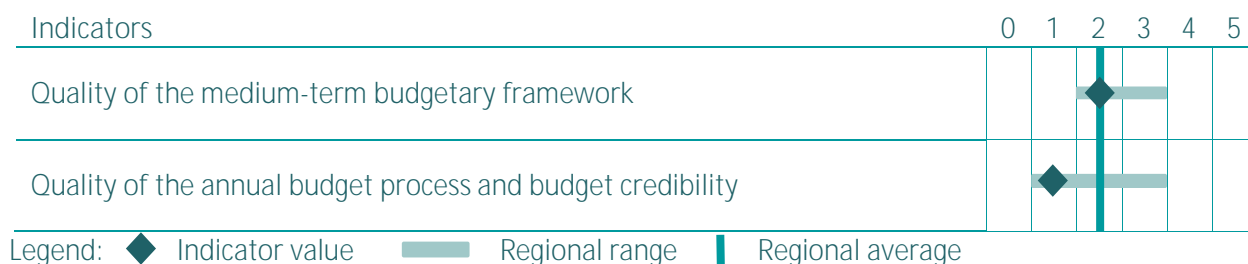 Indicators 0 1 2 3 4 5
Quality of the medium-term budgetary framework
Quality of the annual budget process and budget credibility
Legend: Indicator value Regional range Regional average